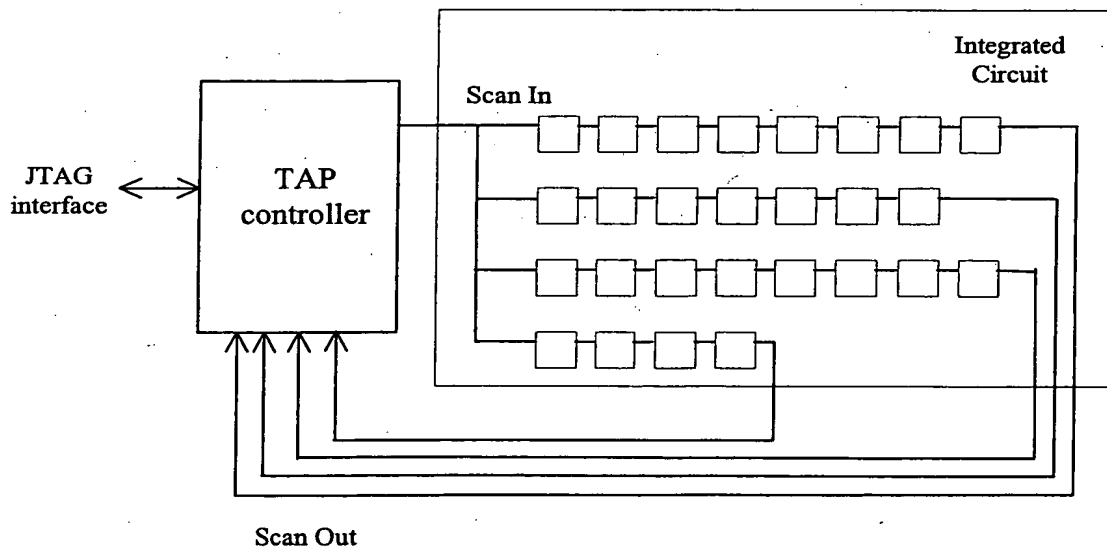 Integrated
Circuit
Scan In
JTAG
interface
TAP
controller
Scan Out